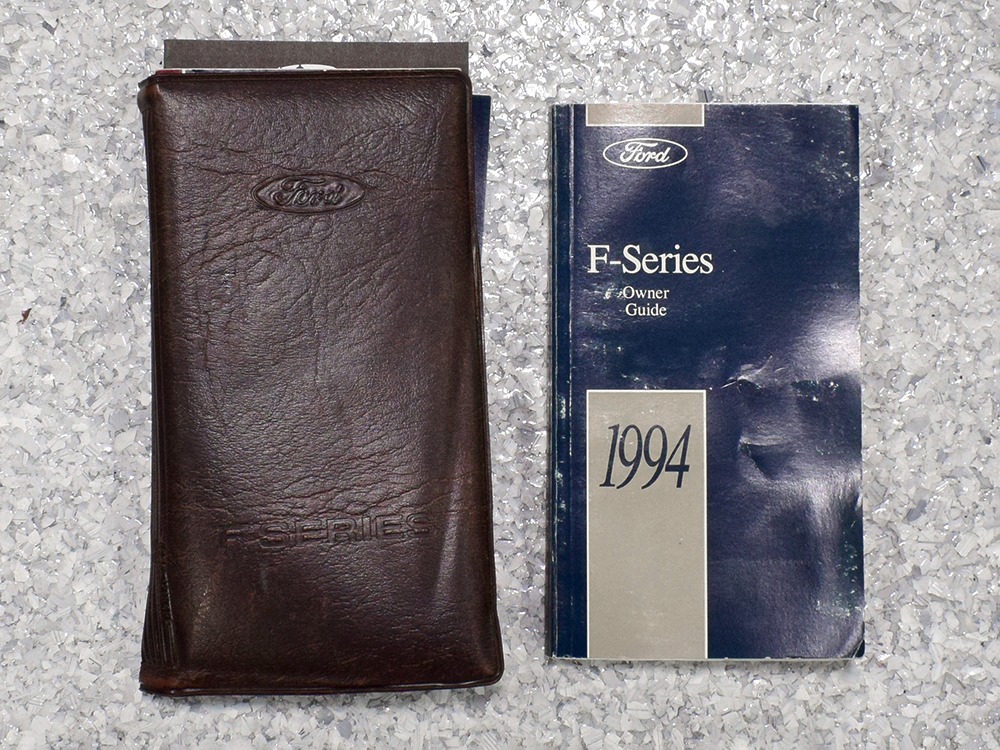 Ford
F-SERIES
Ford
F-Series
Owner
Guide
1994